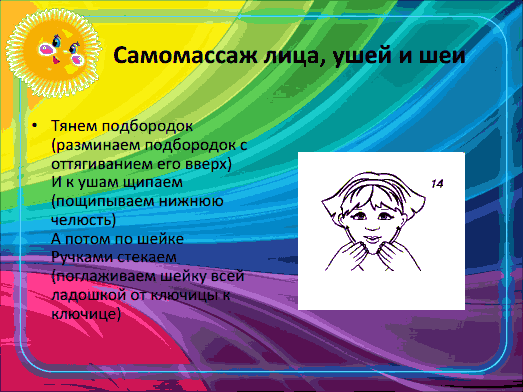 Самомассаж лица, ушей и шеи
• Тянем подбородок
(разминаем подбородок с
оттягиванием его вверх)
И к ушам щипаем
(пощипываем нижнюю
челюсть)
А потом по шейке
Ручками стекаем
(поглаживаем шейку всей
ладошкой от ключицы к
ключице)
14